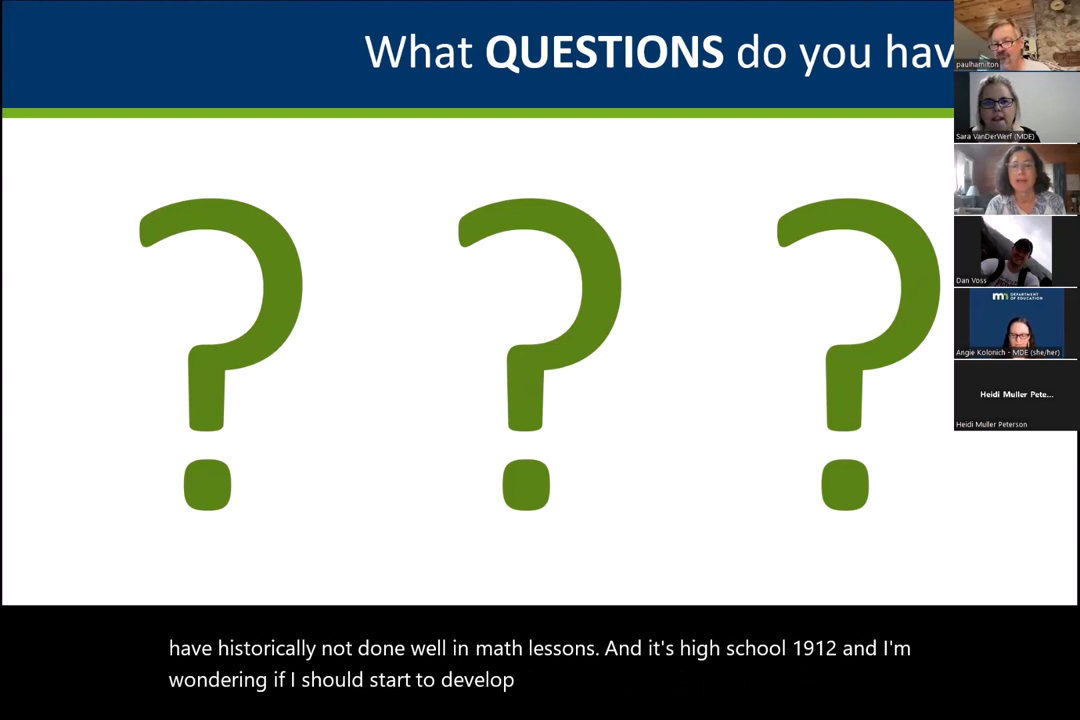 What QUESTIONS do you hav
? ? ?
paulhamilton
Sara VanDerWerf (MDE)
Dan Voss
mn DEPARTMENT
OF EDUCATION
Angie Kolonich - MDE (she/her)
Heidi Muller Pete...
Heidi Muller Peterson
have historically not done well in math lessons. And it's high school 1912 and I'm
wondering if I should start to develop